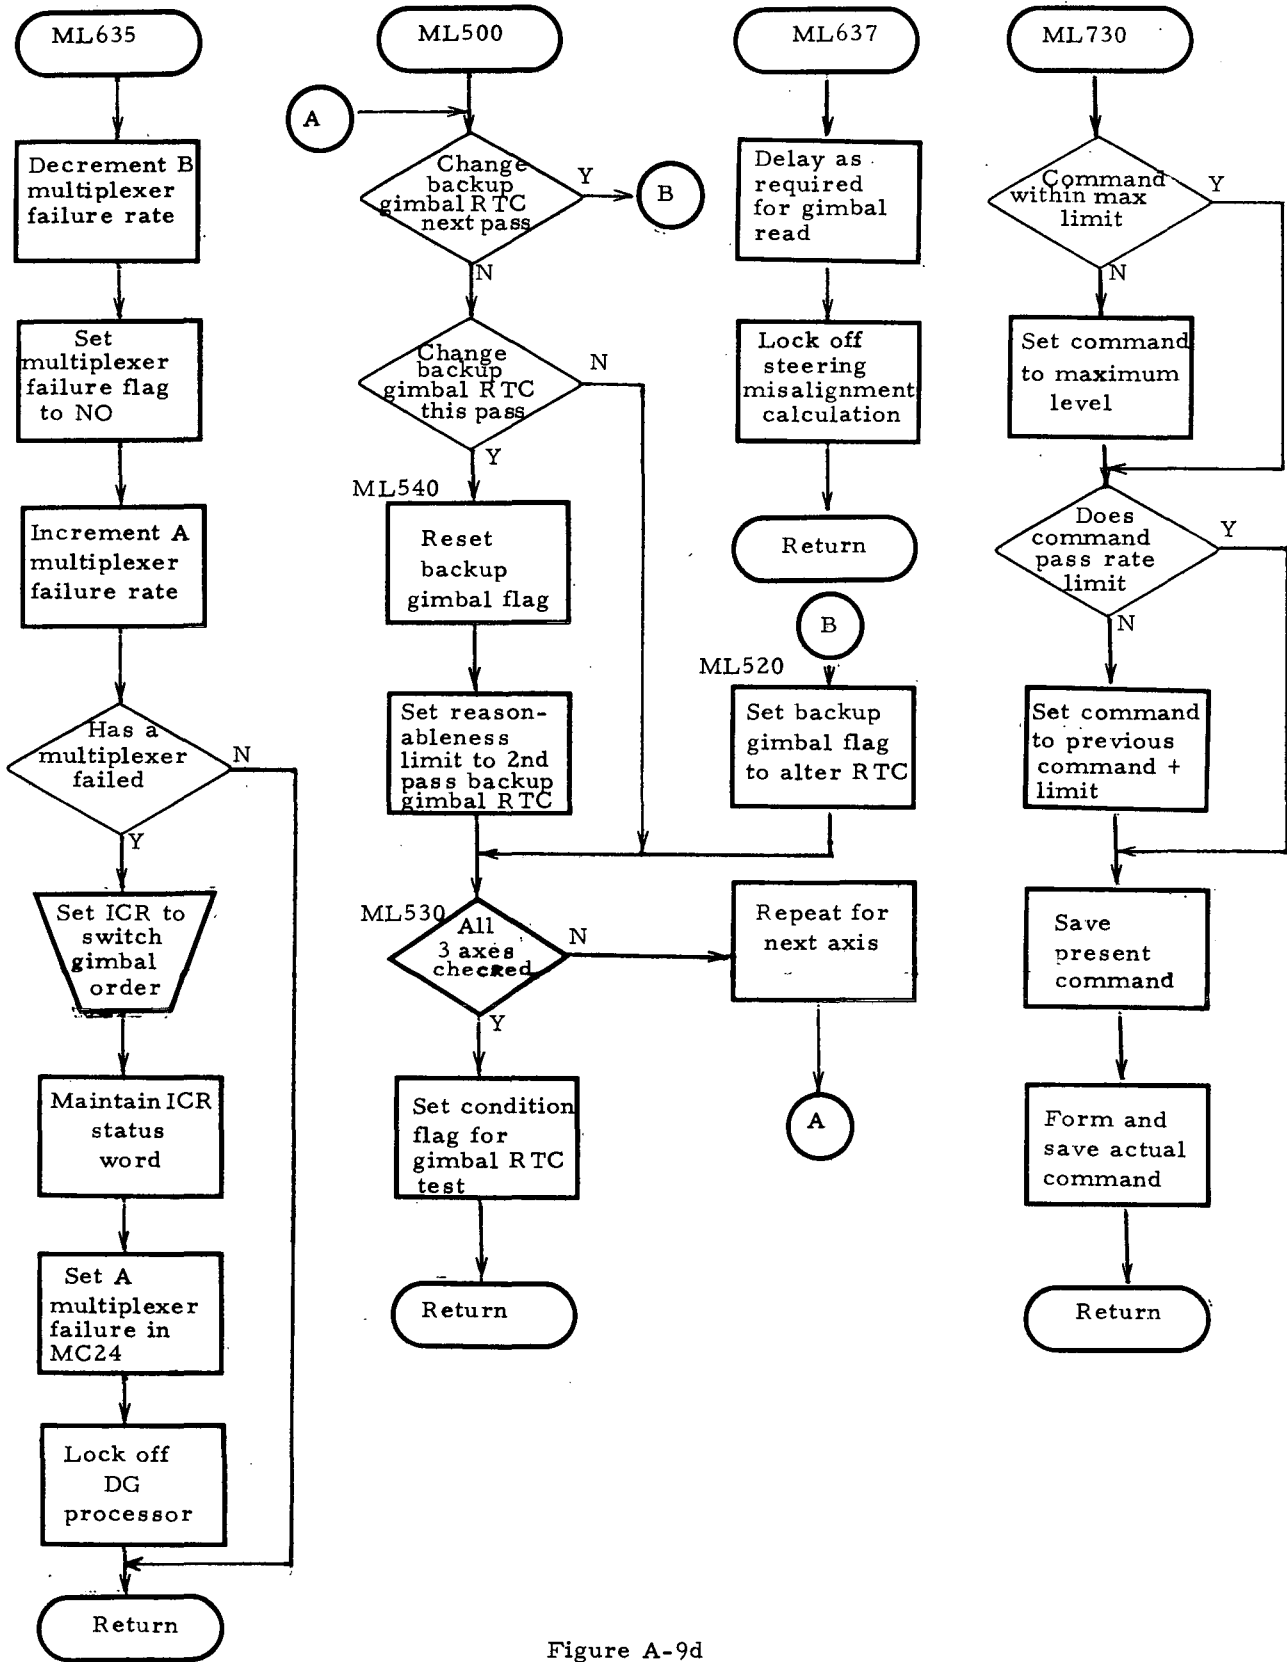 ML635
Decrement B
multiplexer
failure rate
Set
multiplexer
failure flag
to NO
Increment A
multiplexer
failure rate
Has a
multiplexer
failed
N
Y
Set ICR to
switch
gimbal
order
Maintain ICR
status
word
Set A
multiplexer
failure in
MC24
Lock off
DG
processor
Return
ML500
A
Change
backup
gimbal RTC
next pass
Y
B
N
Change
backup
gimbal RTC
this pass
N
Y
ML540
Reset
backup
gimbal flag
Set reason-
ableness
limit to 2nd
pass backup
gimbal RTC
ML530
All
3 axes
checked
N
Y
Set condition
flag for
gimbal RTC
test
Return
ML637
Delay as
required
for gimbal
read
Lock off
steering
misalignment
calculation
Return
B
ML520
Set backup
gimbal flag
to alter RTC
Repeat for
next axis
A
ML730
Command
within max
limit
Y
N
Set command
to maximum
level
Does
command
pass rate
limit
Y
N
Set command
to previous
command +
limit
Save
present
command
Form and
save actual
command
Return
Figure A-9d